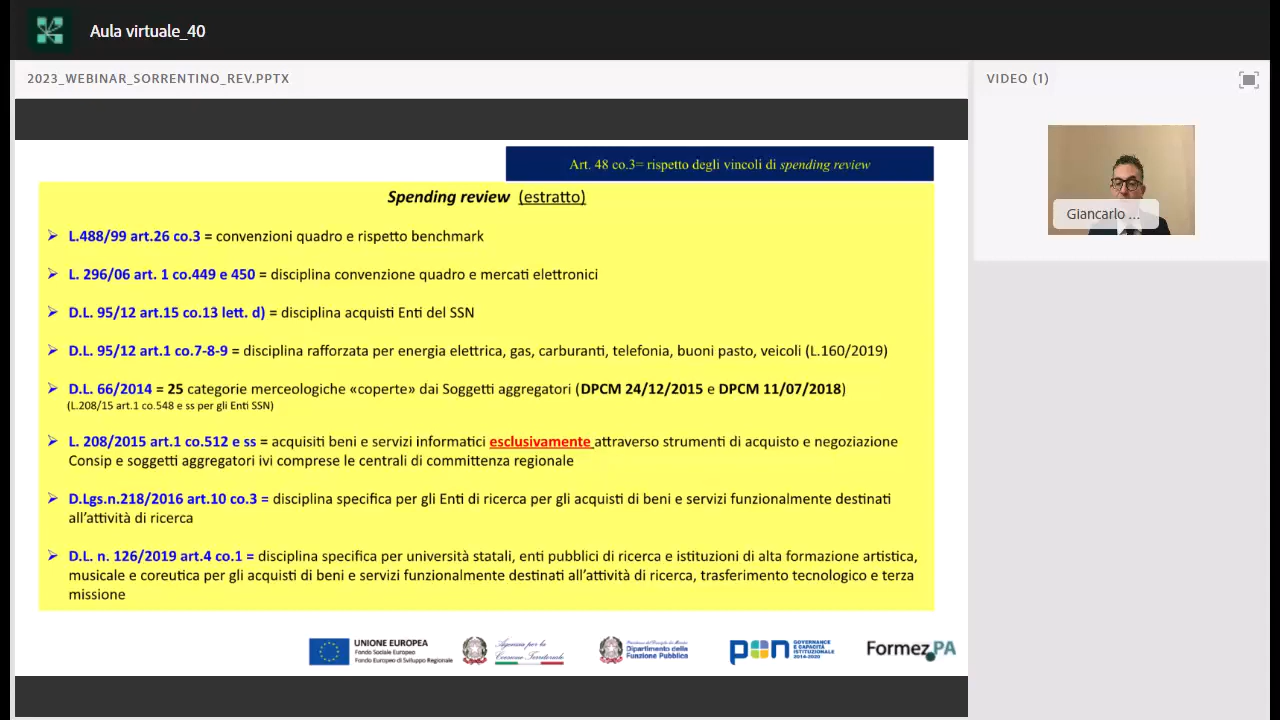 Aula virtuale_40
2023_WEBINAR_SORRENTINO_REV.PPTX
VIDEO (1)
Art. 48 co.3= rispetto degli vincoli di spending review
Spending review (estratto)
➢ L.488/99 art.26 co.3 = convenzioni quadro e rispetto benchmark
➢ L. 296/06 art. 1 co.449 e 450 = disciplina convenzione quadro e mercati elettronici
➢ D.L. 95/12 art.15 co.13 lett. d) = disciplina acquisti Enti del SSN
➢ D.L. 95/12 art.1 co.7-8-9 = disciplina rafforzata per energia elettrica, gas, carburanti, telefonia, buoni pasto, veicoli (L.160/2019)
➢ D.L. 66/2014 = 25 categorie merceologiche «coperte» dai Soggetti aggregatori (DPCM 24/12/2015 e DPCM 11/07/2018)
(L.208/15 art.1 co.548 e ss per gli Enti SSN)
➢ L. 208/2015 art.1 co.512 e ss = acquisiti beni e servizi informatici esclusivamente attraverso strumenti di acquisto e negoziazione
Consip e soggetti aggregatori ivi comprese le centrali di committenza regionale
➢ D.Lgs.n.218/2016 art.10 co.3 = disciplina specifica per gli Enti di ricerca per gli acquisti di beni e servizi funzionalmente destinati
all'attività di ricerca
➢ D.L. n. 126/2019 art.4 co.1 = disciplina specifica per università statali, enti pubblici di ricerca e istituzioni di alta formazione artistica,
musicale e coreutica per gli acquisti di beni e servizi funzionalmente destinati all'attività di ricerca, trasferimento tecnologico e terza
missione
Giancarlo ...
UNIONE EUROPEA
Fondo Sociale Europeo
Fondo Europeo di Sviluppo Regionale
Agenzia per la
Coesione Territoriale
Dipartimento della
Funzione Pubblica
pon
GOVERNANCE
E CAPACITÀ
ISTITUZIONALE
2014-2020
FormezPA